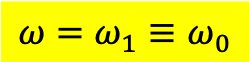 ω = ω₁ ≡ ω₀